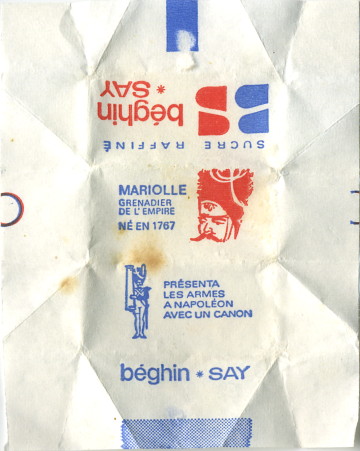 béghin * SAY
SUCRE RAFFINÉ
MARIOLLE
GRENADIER
DE L'EMPIRE
NÉ EN 1767
PRÉSENTA
LES ARMES
A NAPOLÉON
AVEC UN CANON
béghin * SAY